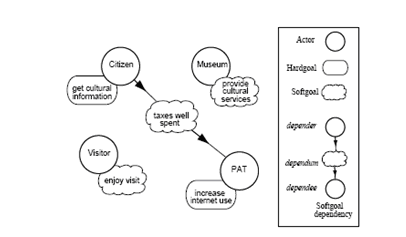 Citizen
get cultural
information
Museum
provide
cultural
services
taxes well
spent
Visitor
enjoy visit
PAT
increase
internet use
Actor
Hardgoal
Softgoal
depender
dependum
dependee
Softgoal
dependency